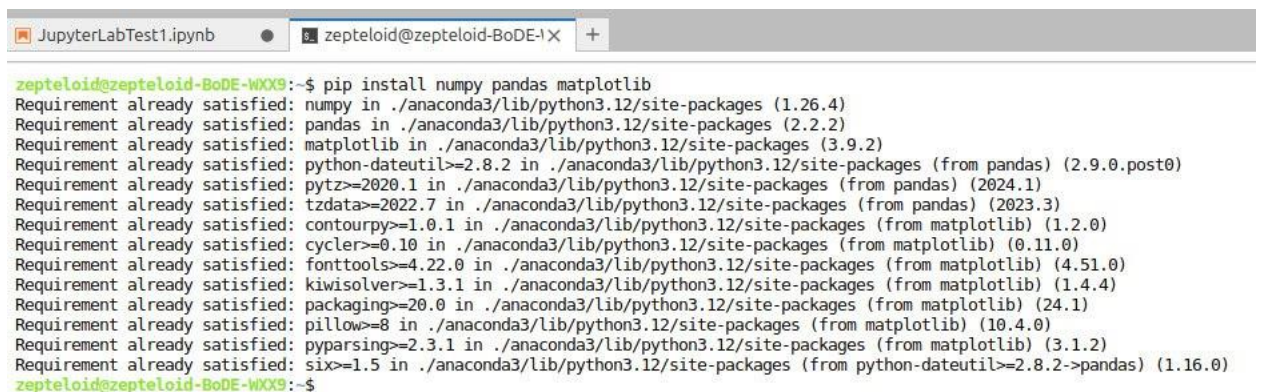 JupyterLabTest1.ipynb
zepteloid@zepteloid-BoDE-
zepteloid@zepteloid-BoDE-WXX9:~$ pip install numpy pandas matplotlib
Requirement already satisfied: numpy in ./anaconda3/lib/python3.12/site-packages (1.26.4)
Requirement already satisfied: pandas in ./anaconda3/lib/python3.12/site-packages (2.2.2)
Requirement already satisfied: matplotlib in ./anaconda3/lib/python3.12/site-packages (3.9.2)
Requirement already satisfied: python-dateutil>=2.8.2 in ./anaconda3/lib/python3.12/site-packages (from pandas) (2.9.0.post0)
Requirement already satisfied: pytz>=2020.1 in ./anaconda3/lib/python3.12/site-packages (from pandas) (2024.1)
Requirement already satisfied: tzdata>=2022.7 in ./anaconda3/lib/python3.12/site-packages (from pandas) (2023.3)
Requirement already satisfied: contourpy>=1.0.1 in ./anaconda3/lib/python3.12/site-packages (from matplotlib) (1.2.0)
Requirement already satisfied: cycler>=0.10 in ./anaconda3/lib/python3.12/site-packages (from matplotlib) (0.11.0)
Requirement already satisfied: fonttools>=4.22.0 in ./anaconda3/lib/python3.12/site-packages (from matplotlib) (4.51.0)
Requirement already satisfied: kiwisolver>=1.3.1 in ./anaconda3/lib/python3.12/site-packages (from matplotlib) (1.4.4)
Requirement already satisfied: packaging>=20.0 in ./anaconda3/lib/python3.12/site-packages (from matplotlib) (24.1)
Requirement already satisfied: pillow>=8 in ./anaconda3/lib/python3.12/site-packages (from matplotlib) (10.4.0)
Requirement already satisfied: pyparsing>=2.3.1 in ./anaconda3/lib/python3.12/site-packages (from matplotlib) (3.1.2)
Requirement already satisfied: six>=1.5 in ./anaconda3/lib/python3.12/site-packages (from python-dateutil>=2.8.2->pandas) (1.16.0)
zepteloid@zepteloid-BoDE-WXX9:~$